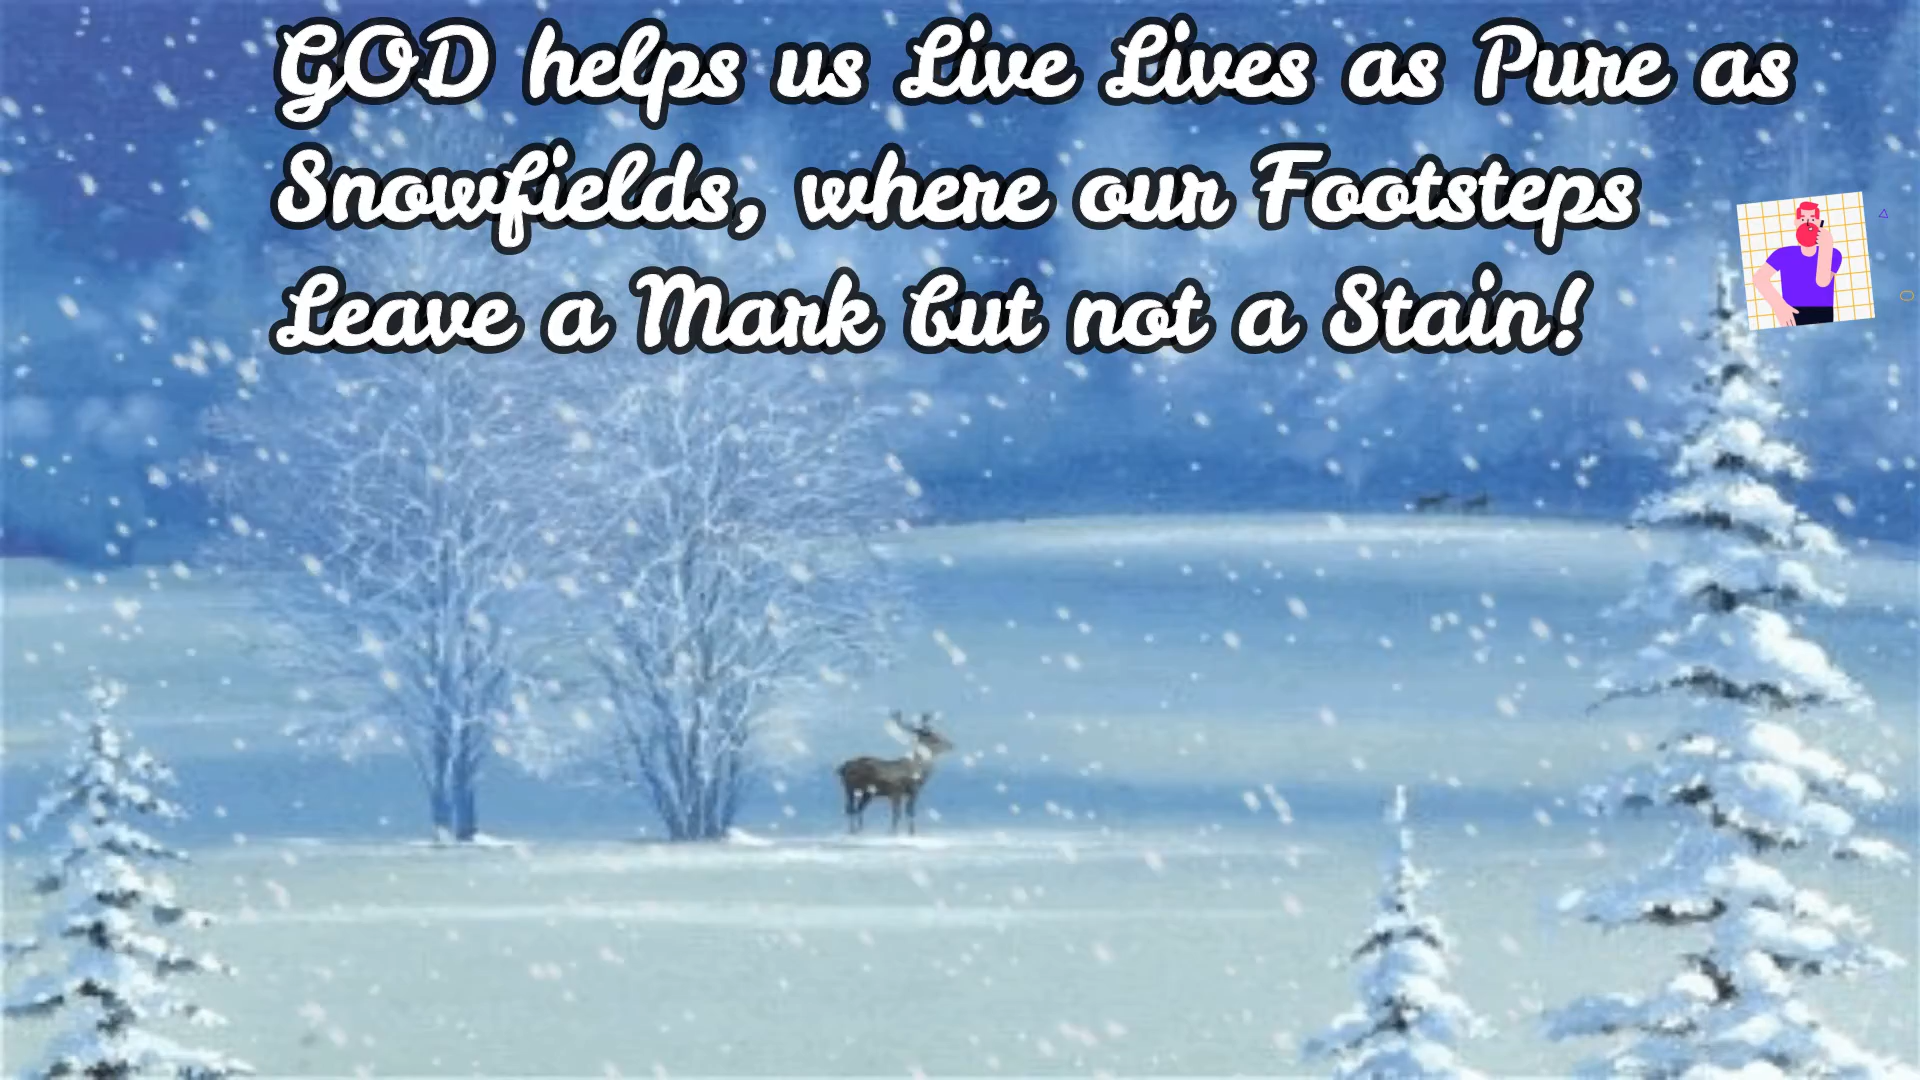 GOD helps us Live Lives as Pure as
Snowfields, where our Footsteps
Leave a Mark but not a Stain!